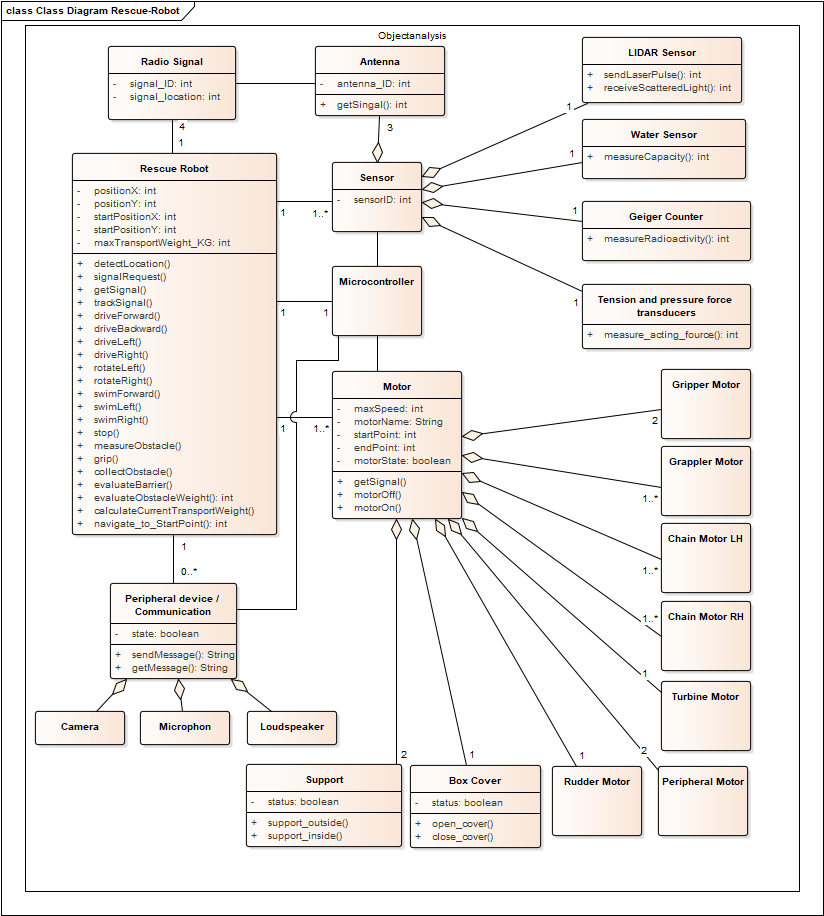 class Class Diagram Rescue-Robot
Objectanalysis
Radio Signal
- signal_ID: int
- signal_location: int
Antenna
- antenna_ID: int
+ getSingal(): int
LIDAR Sensor
+ sendLaserPulse(): int
+ receiveScatteredLight(): int
1
4
1
3
Water Sensor
+ measureCapacity(): int
1
Rescue Robot
- positionX: int
- positionY: int
- startPositionX: int
- startPositionY: int
- maxTransportWeight_KG: int
+ detectLocation()
+ signalRequest()
+ getSignal()
+ trackSignal()
+ driveForward()
+ driveBackward()
+ driveLeft()
+ driveRight()
+ rotateLeft()
+ rotateRight()
+ swimForward()
+ swimLeft()
+ swimRight()
+ stop()
+ measureObstacle()
+ grip()
+ collectObstacle()
+ evaluateBarrier()
+ evaluateObstacleWeight(): int
+ calculateCurrentTransportWeight()
+ navigate_to_StartPoint(): int
Sensor
- sensorID: int
1
1..*
Geiger Counter
+ measureRadioactivity(): int
1
Microcontroller
1
1
Tension and pressure force
transducers
+ measure_acting_fource(): int
1
Motor
- maxSpeed: int
- motorName: String
- startPoint: int
- endPoint: int
- motorState: boolean
+ getSignal()
+ motorOff()
+ motorOn()
1
1..*
Gripper Motor
2
Grappler Motor
1..*
Chain Motor LH
1..*
Chain Motor RH
1..*
Turbine Motor
1
1
0..*
Peripheral device /
Communication
- state: boolean
+ sendMessage(): String
+ getMessage(): String
Camera
Microphon
Loudspeaker
2
1
1
2
Support
- status: boolean
+ support_outside()
+ support_inside()
Box Cover
- status: boolean
+ open_cover()
+ close_cover()
Rudder Motor
Peripheral Motor